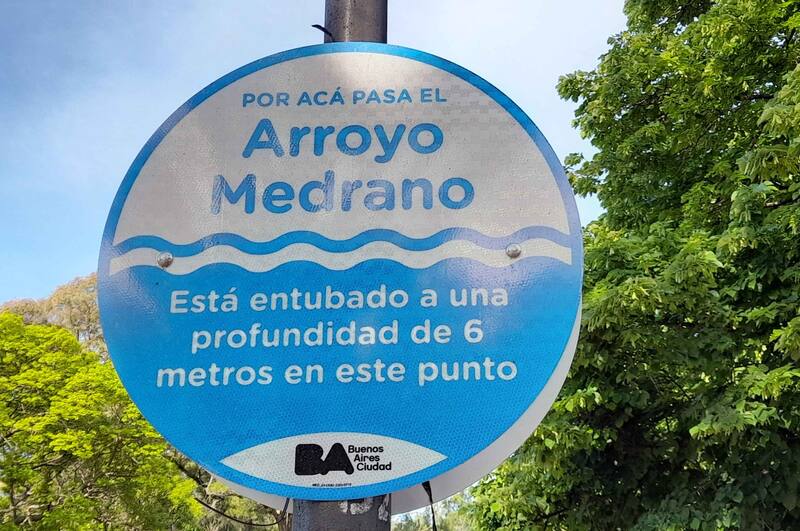 POR ACÁ PASA EL
Arroyo
Medrano
Está entubado a una
profundidad de 6
metros en este punto
BA Buenos
Aires
Ciudad